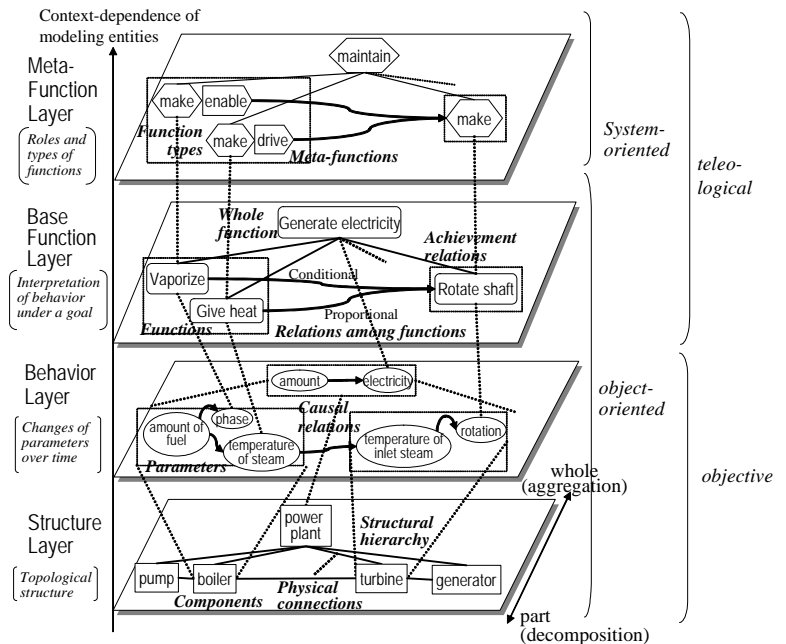 Context-dependence of
modeling entities
Meta-
Function
Layer
Roles and
types of
functions
maintain
make
enable
Function
types
make
drive
Meta-functions
make
System-
oriented
teleo-
logical
Base
Function
Layer
Interpretation
of behavior
under a goal
Whole
function
Generate electricity
Achievement
relations
Vaporize
Conditional
Rotate shaft
Give heat
Proportional
Functions
Relations among functions
Behavior
Layer
Changes of
parameters
over time
amount
electricity
Causal
relations
amount of
fuel
phase
temperature
of steam
Parameters
temperature of
inlet steam
rotation
object-
oriented
whole
(aggregation)
objective
Structure
Layer
Topological
structure
power
plant
Structural
hierarchy
pump
boiler
turbine
generator
Components
Physical
connections
part
(decomposition)